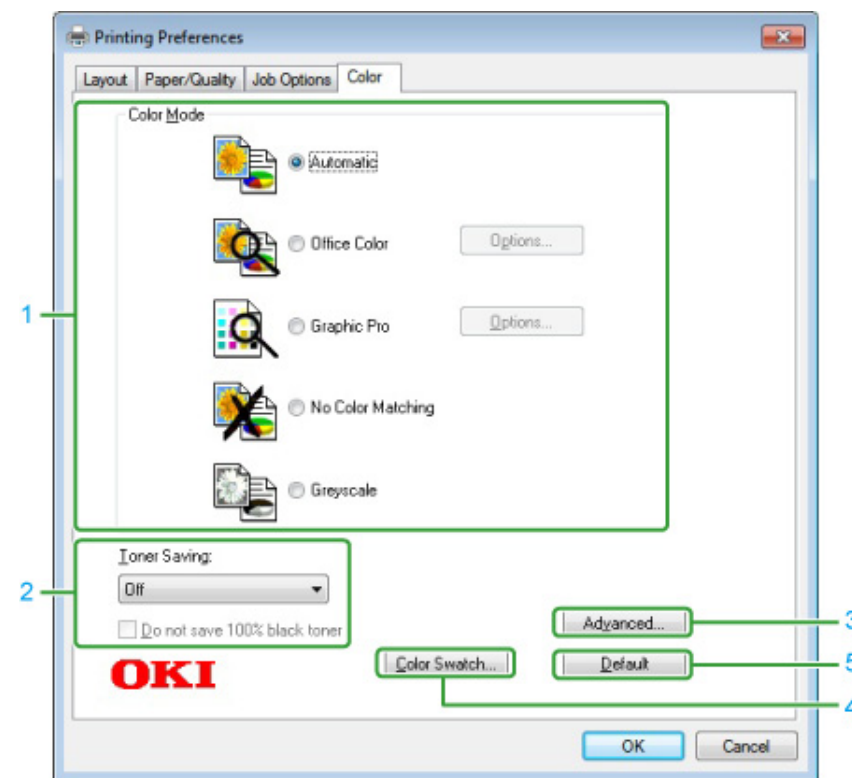 Printing Preferences
Layout Paper/Quality Job Options Color
Color Mode
Automatic
Office Color Options...
1
Graphic Pro Options...
No Color Matching
Greyscale
Toner Saving:
2 Off
Do not save 100% black toner
Advanced... 3
OKI Color Swatch... Default 5
4
OK Cancel